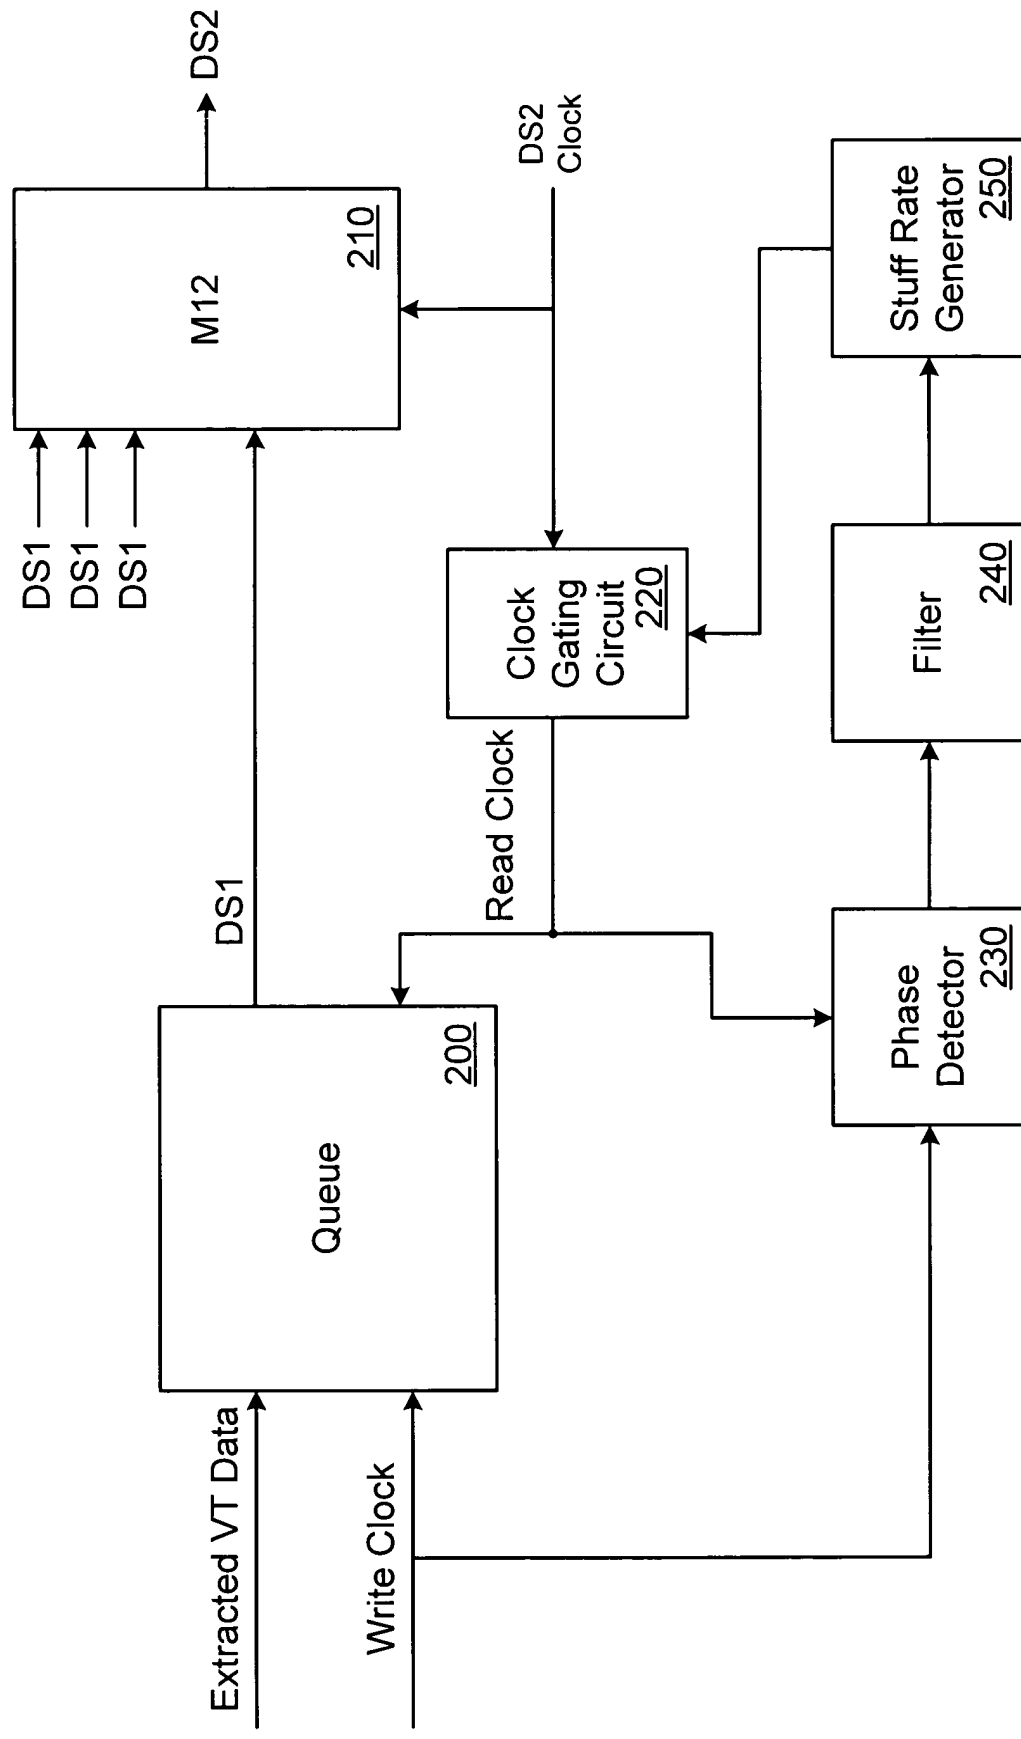 DS1
DS1
DS1
M12
210
DS2
DS1
Extracted VT Data
Queue
200
Write Clock
Read Clock
Clock
Gating
Circuit
220
DS2
Clock
Phase
Detector
230
Filter
240
Stuff Rate
Generator
250